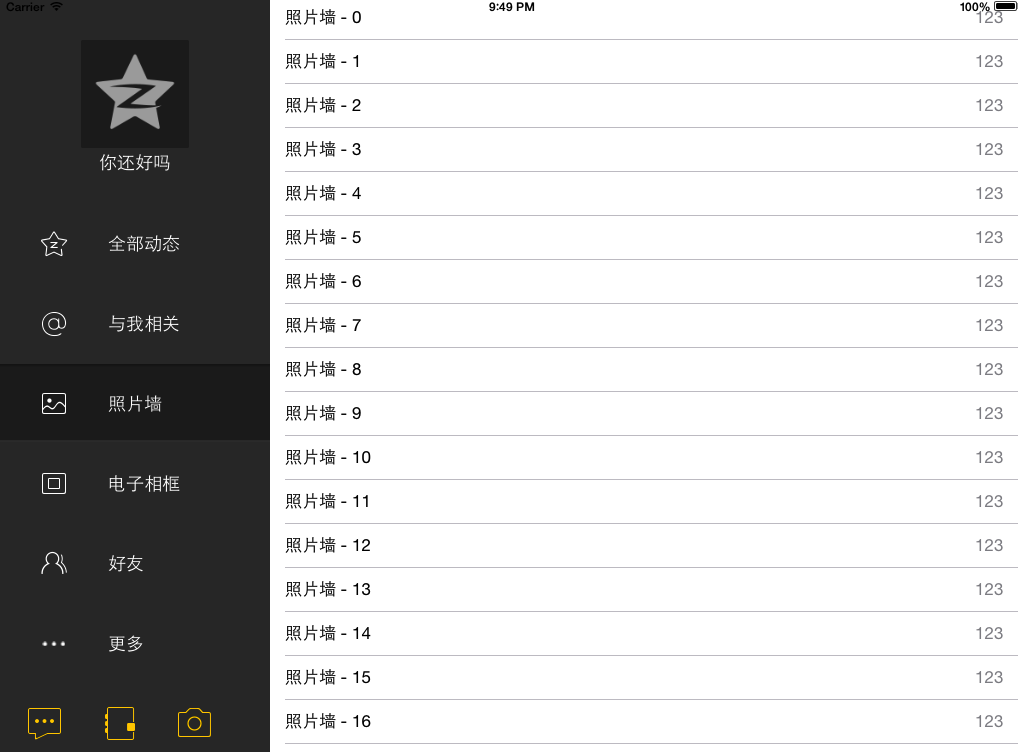 Carrier 9:49 PM 100%
你还好吗
全部动态
与我相关
照片墙
电子相框
好友
更多
照片墙 - 0 123
照片墙 - 1 123
照片墙 - 2 123
照片墙 - 3 123
照片墙 - 4 123
照片墙 - 5 123
照片墙 - 6 123
照片墙 - 7 123
照片墙 - 8 123
照片墙 - 9 123
照片墙 - 10 123
照片墙 - 11 123
照片墙 - 12 123
照片墙 - 13 123
照片墙 - 14 123
照片墙 - 15 123
照片墙 - 16 123